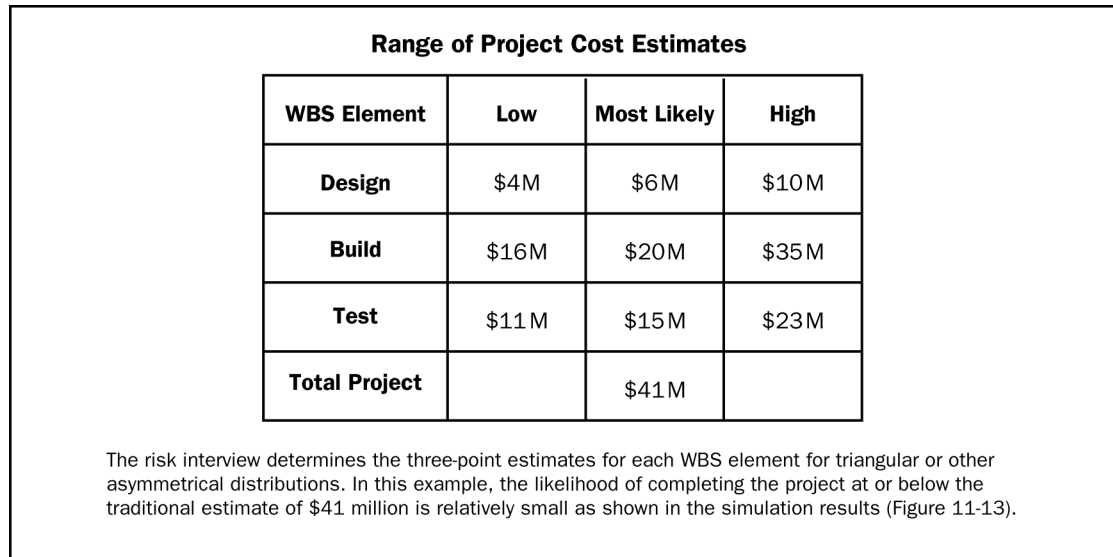 Range of Project Cost Estimates
WBS Element Low Most Likely High
Design $4M $6M $10M
Build $16M $20M $35M
Test $11M $15M $23M
Total Project $41M
The risk interview determines the three-point estimates for each WBS element for triangular or other
asymmetrical distributions. In this example, the likelihood of completing the project at or below the
traditional estimate of $41 million is relatively small as shown in the simulation results (Figure 11-13).